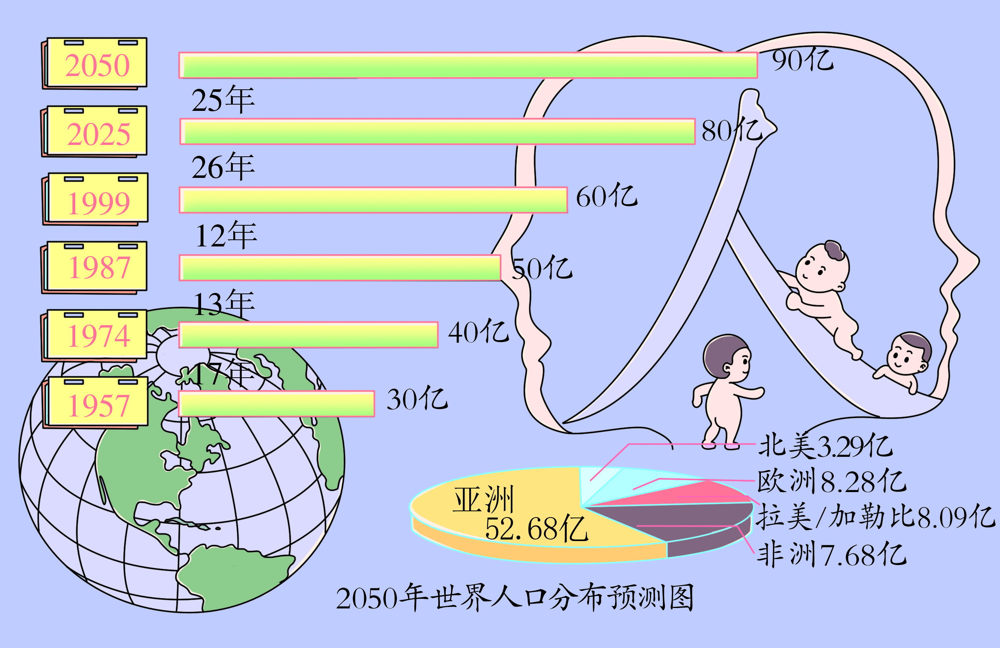 2050
90亿
25年
2025
80亿
26年
1999
60亿
12年
1987
50亿
13年
1974
40亿
17年
1957
30亿
北美3.29亿
欧洲8.28亿
拉美/加勒比8.09亿
非洲7.68亿
亚洲
52.68亿
2050年世界人口分布预测图